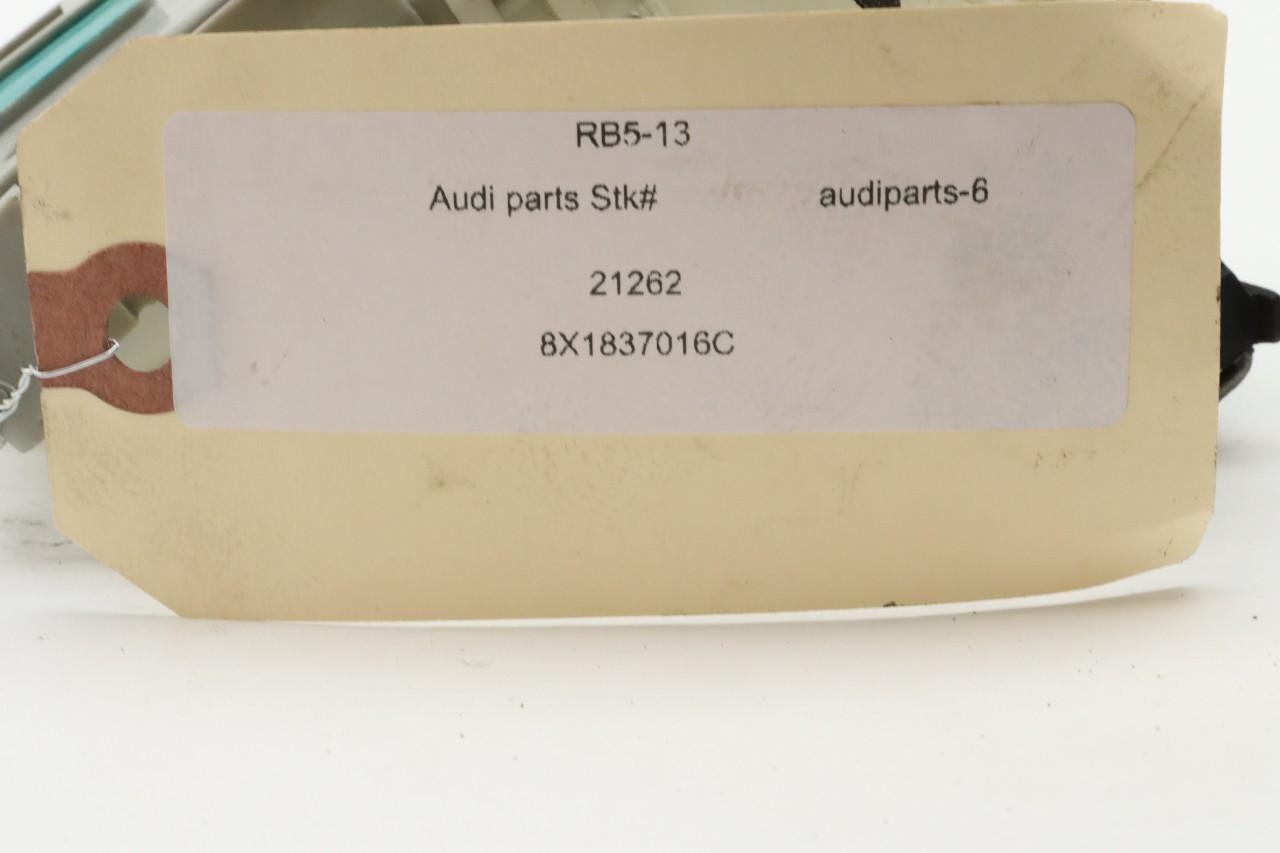 RB5-13
Audi parts Stk# audiparts-6
21262
8X1837016C